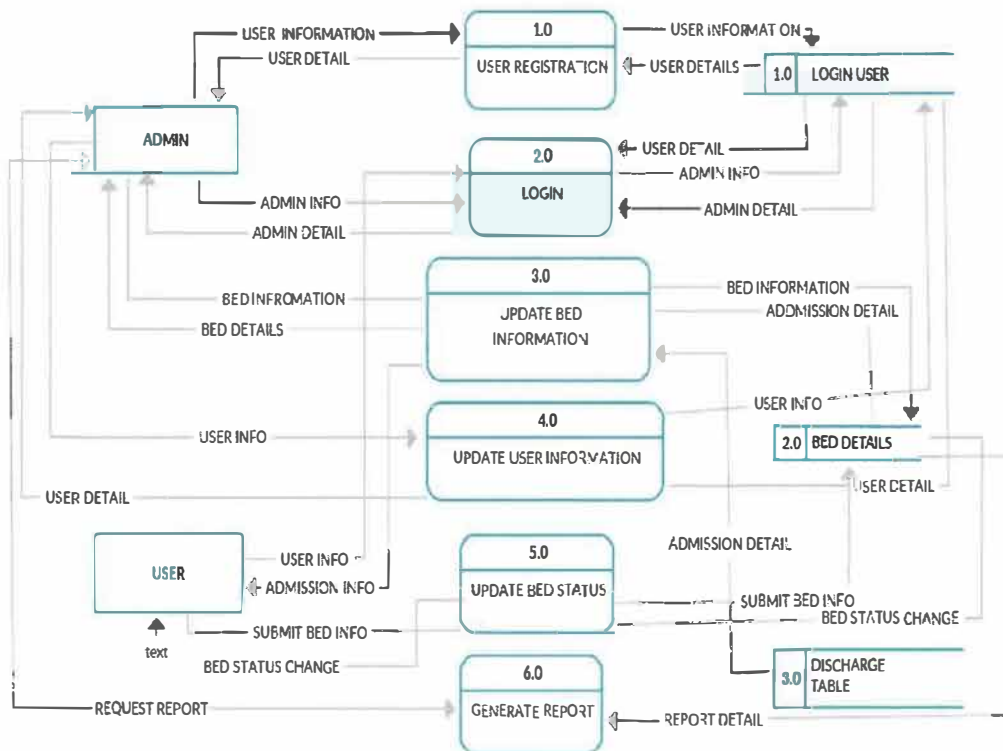 1.0
USER INFORMATION
USER INFORMATION
USER DETAIL
USER REGISTRATION
USER DETAILS
1.0
LOGIN USER
ADMIN
2.0
USER DETAIL
ADMIN INFO
LOGIN
ADMIN INFO
ADMIN DETAIL
ADMIN DETAIL
3.0
BED INFROMATION
BED INFORMATION
UPDATE BED
INFORMATION
ADDMISSION DETAIL
BED DETAILS
USER INFO
4.0
USER INFO
2.0
BED DETAILS
UPDATE USER INFORMATION
USER DETAIL
USER DETAIL
5.0
ADMISSION DETAIL
USER INFO
USER
ADMISSION INFO
UPDATE BED STATUS
SUBMIT BED INFO
BED STATUS CHANGE
SUBMIT BED INFO
text
BED STATUS CHANGE
6.0
3.0
DISCHARGE
TABLE
REQUEST REPORT
GENERATE REPORT
REPORT DETAIL